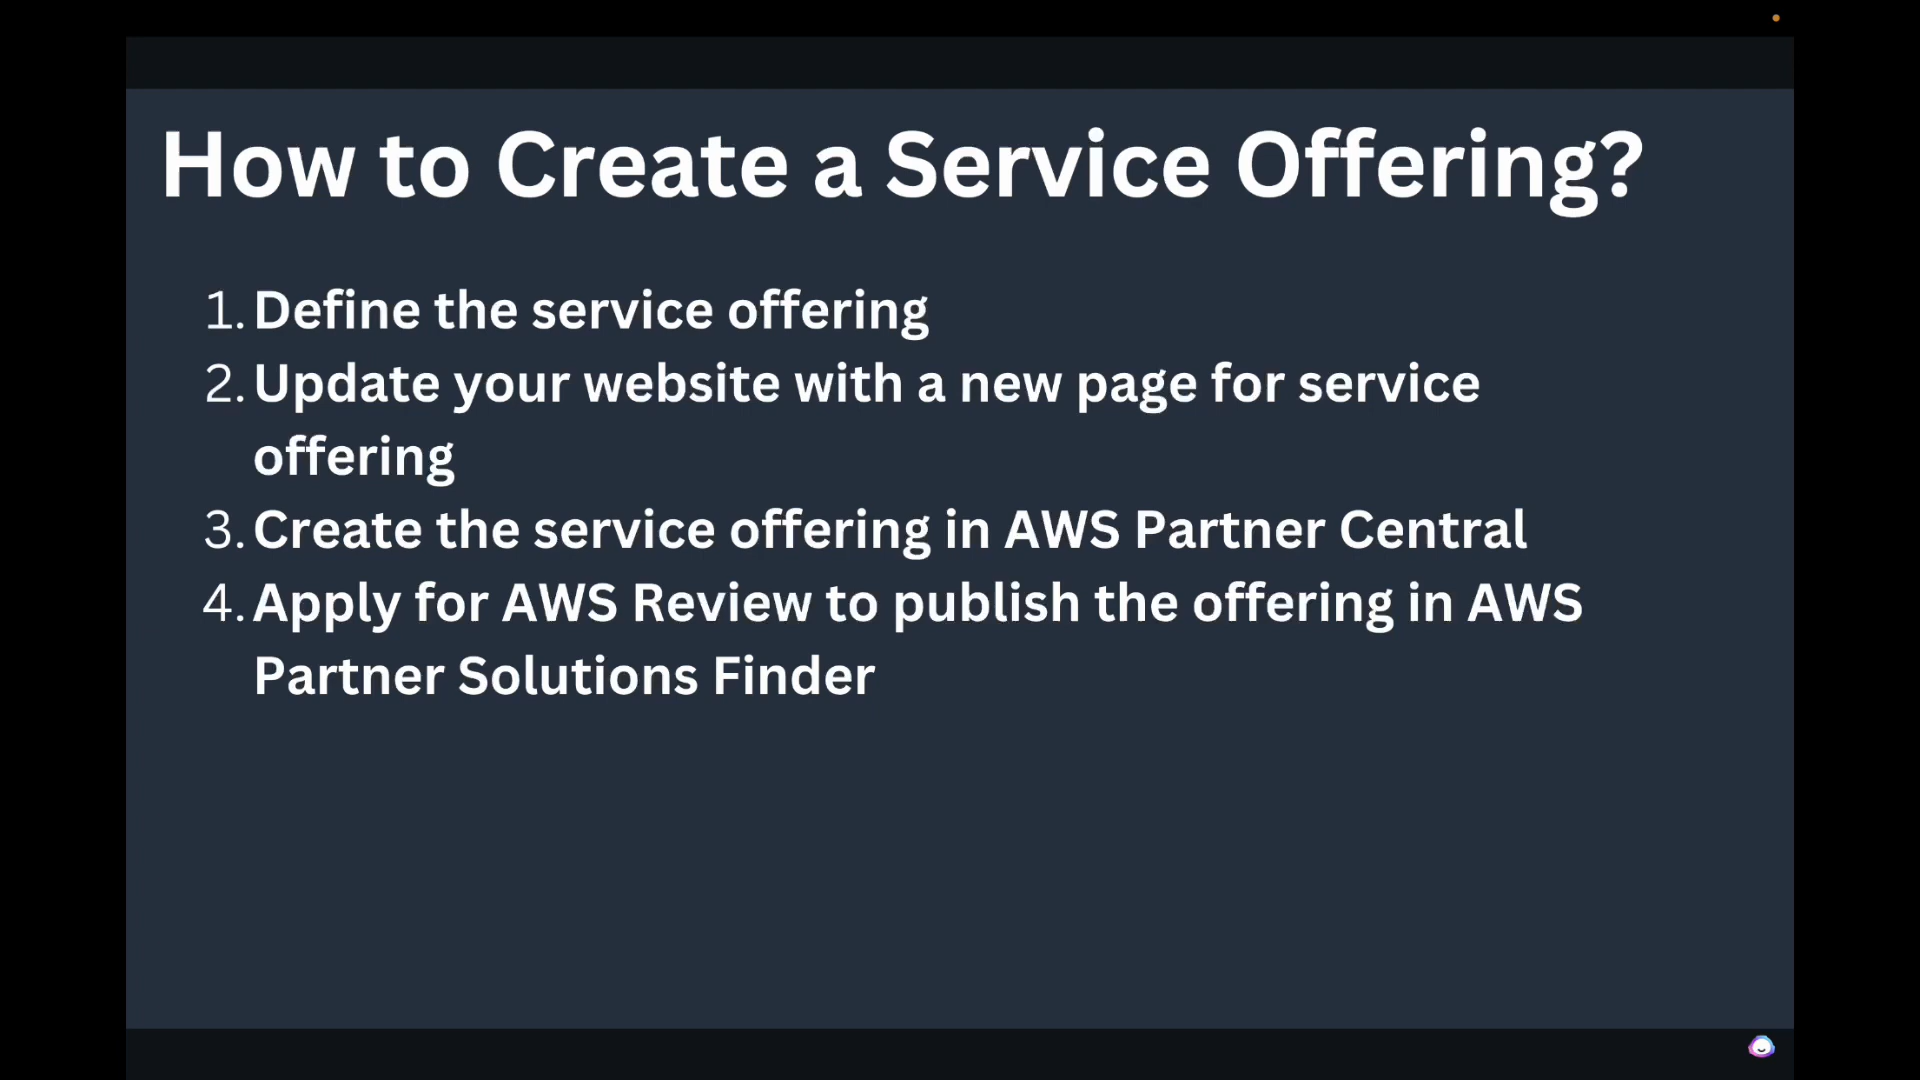 How to Create a Service Offering?
1. Define the service offering
2. Update your website with a new page for service
offering
3. Create the service offering in AWS Partner Central
4. Apply for AWS Review to publish the offering in AWS
Partner Solutions Finder